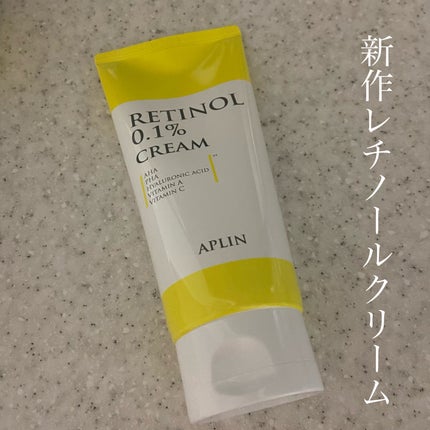 RETINOL
0.1%
CREAM
AHA
PHA
HYALURONIC ACID
VITAMIN A
VITAMIN C
APLIN
新作レチノールクリーム